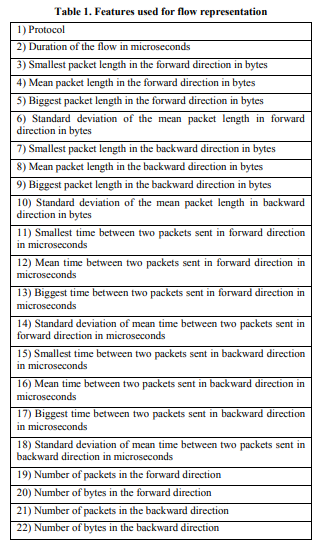 Table 1. Features used for flow representation
1) Protocol
2) Duration of the flow in microseconds
3) Smallest packet length in the forward direction in bytes
4) Mean packet length in the forward direction in bytes
5) Biggest packet length in the forward direction in bytes
6) Standard deviation of the mean packet length in forward
direction in bytes
7) Smallest packet length in the backward direction in bytes
8) Mean packet length in the backward direction in bytes
9) Biggest packet length in the backward direction in bytes
10) Standard deviation of the mean packet length in backward
direction in bytes
11) Smallest time between two packets sent in forward direction
in microseconds
12) Mean time between two packets sent in forward direction in
microseconds
13) Biggest time between two packets sent in forward direction in
microseconds
14) Standard deviation of mean time between two packets sent in
forward direction in microseconds
15) Smallest time between two packets sent in backward direction
in microseconds
16) Mean time between two packets sent in backward direction in
microseconds
17) Biggest time between two packets sent in backward direction
in microseconds
18) Standard deviation of mean time between two packets sent in
backward direction in microseconds
19) Number of packets in the forward direction
20) Number of bytes in the forward direction
21) Number of packets in the backward direction
22) Number of bytes in the backward direction